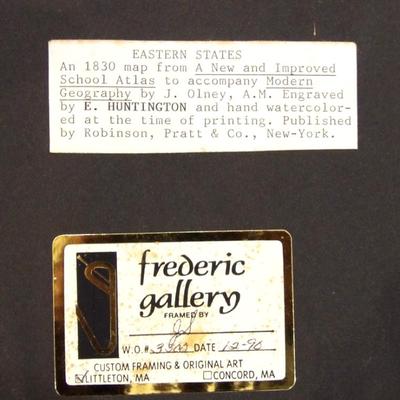 EASTERN STATES
An 1830 map from A New and Improved
School Atlas to accompany Modern
Geography by J. Olney, A.M. Engraved
by E. HUNTINGTON and hand watercolor-
ed at the time of printing. Published
by Robinson, Pratt & Co., New-York.
frederic
gallery
FRAMED BY
W.O.# DATE 12-90
CUSTOM FRAMING & ORIGINAL ART
LITTLETON, MA CONCORD, MA